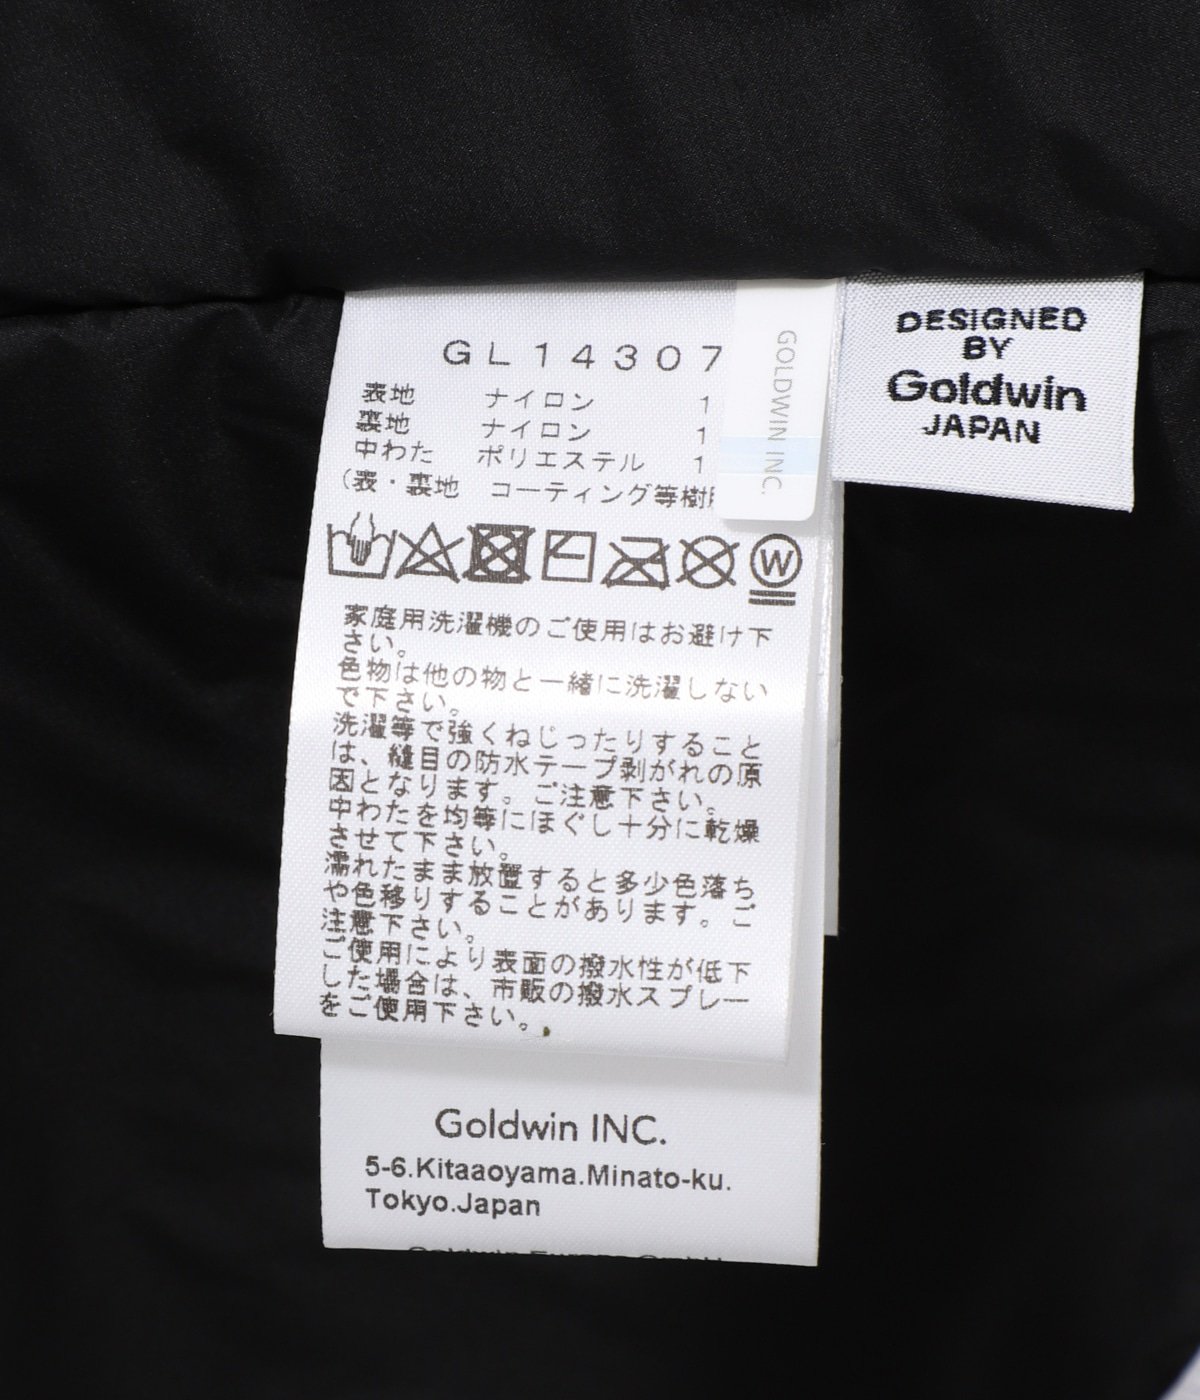 GL14307
表地 ナイロン 1
裏地 ナイロン 1
中わた ポリエステル 1
(表・裏地 コーティング等樹
GOLDWIN INC.
DESIGNED
BY
Goldwin
JAPAN
W
家庭用洗濯機のご使用はお避け下
さい。
色物は他の物と一緒に洗濯しない
で下さい。
洗濯等で強くねじったりすること
は、縫目の防水テープ剥がれの原
因となります。ご注意下さい。
中わたを均等にほぐし十分に乾燥
させて下さい。
濡れたまま放置すると多少色落ち
や色移りすることがあります。ご
注意下さい。
ご使用により表面の撥水性が低下
した場合は、市販の撥水スプレー
をご使用下さい。
Goldwin INC.
5-6.Kitaaoyama.Minato-ku.
Tokyo.Japan